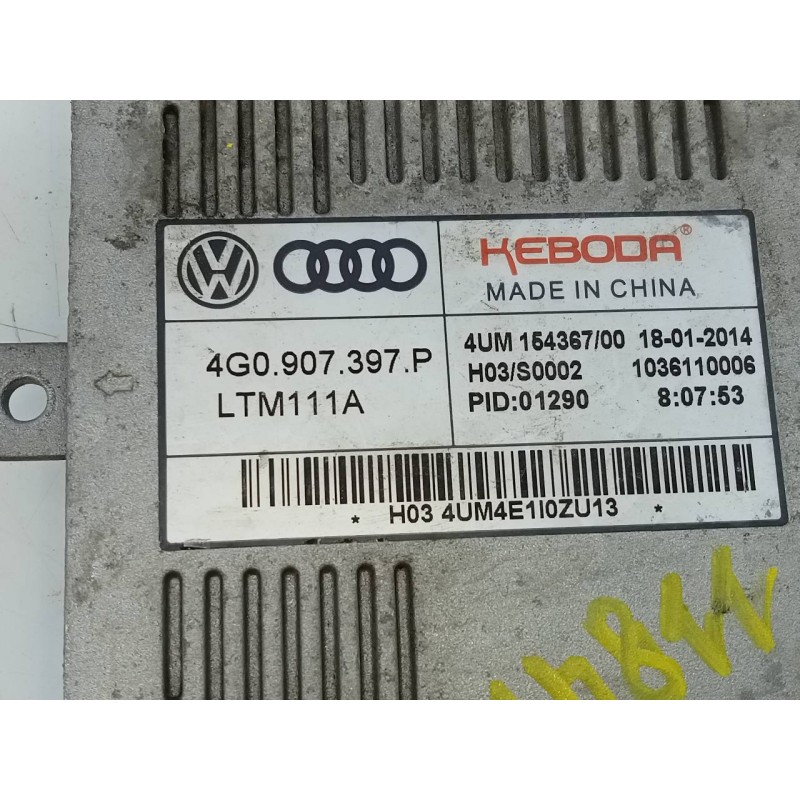 KEBODA®
MADE IN CHINA
4G0.907.397.P
LTM111A
4UM 154367/00 18-01-2014
H03/S0002 1036110006
PID:01290 8:07:53
* H03 4UM4E1I0ZU13 *